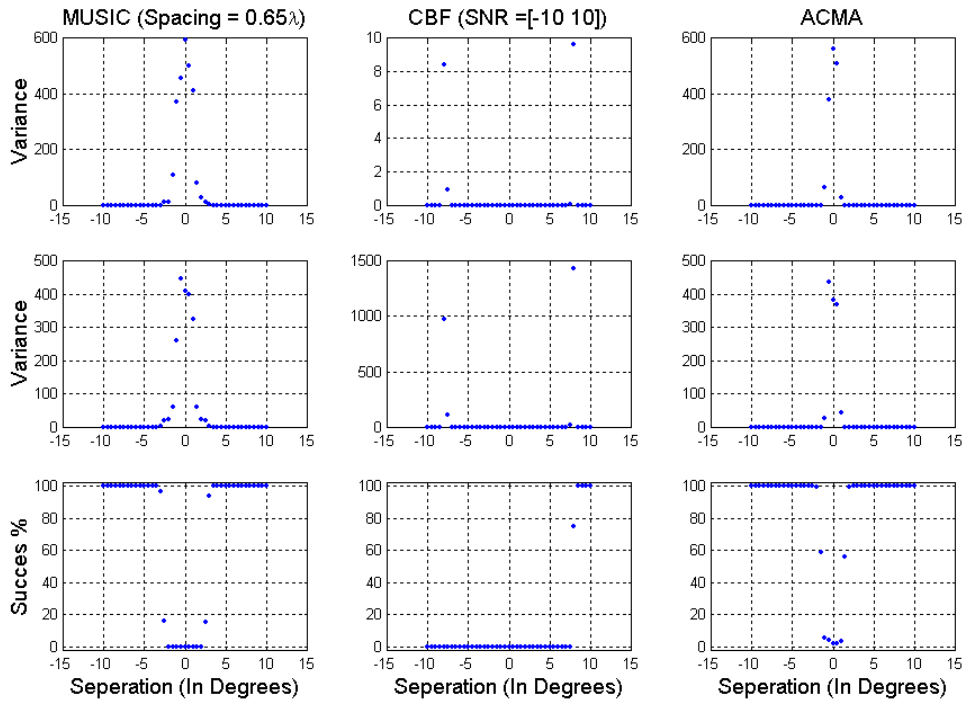 MUSIC (Spacing = 0.65λ) CBF (SNR =[-10 10]) ACMA
600 10 600
8
400 400
6
4
200 200
2
0 0 0
-15 -10 -5 0 5 10 15 -15 -10 -5 0 5 10 15 -15 -10 -5 0 5 10 15
Variance
500 1500 500
400 400
1000
300 300
200 200
500
100 100
0 0 0
-15 -10 -5 0 5 10 15 -15 -10 -5 0 5 10 15 -15 -10 -5 0 5 10 15
Variance
100 100 100
80 80 80
60 60 60
40 40 40
20 20 20
0 0 0
-15 -10 -5 0 5 10 15 -15 -10 -5 0 5 10 15 -15 -10 -5 0 5 10 15
Succes %
Seperation (In Degrees) Seperation (In Degrees) Seperation (In Degrees)